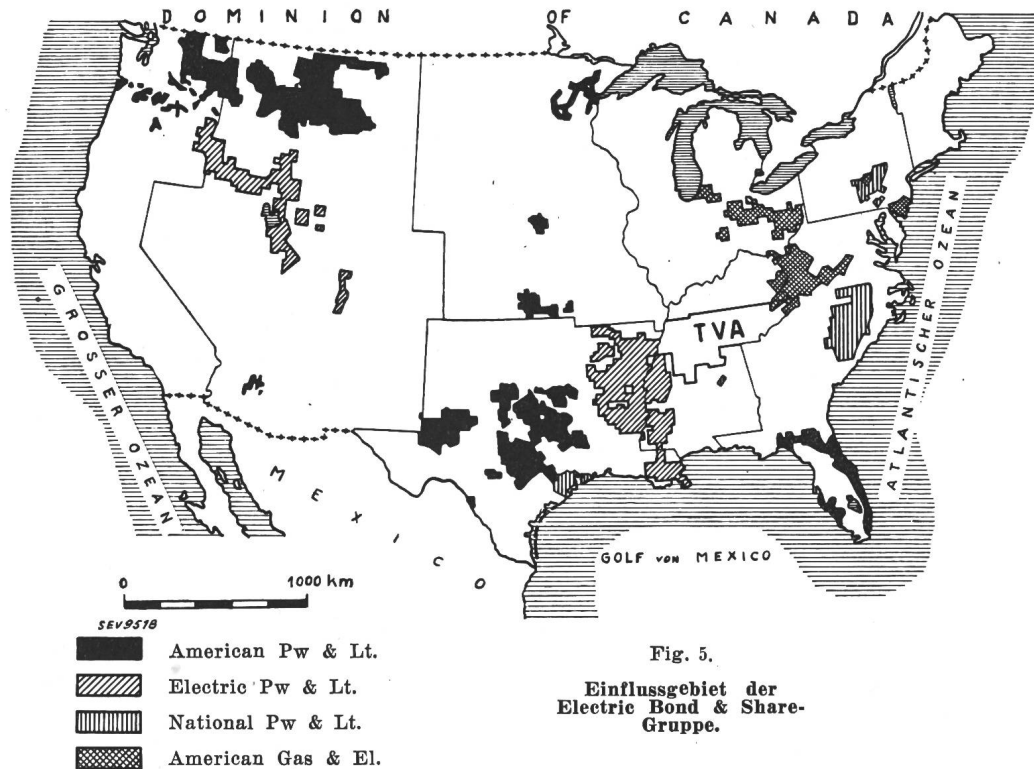 DOMINION OF CANADA
TVA
GROSSER OZEAN
ATLANTISCHER OZEAN
MEXICO
GOLF von MEXICO
0 1000 km
SEV9518
American Pw & Lt.
Electric Pw & Lt.
National Pw & Lt.
American Gas & El.
Fig. 5.
Einflussgebiet der
Electric Bond & Share-
Gruppe.